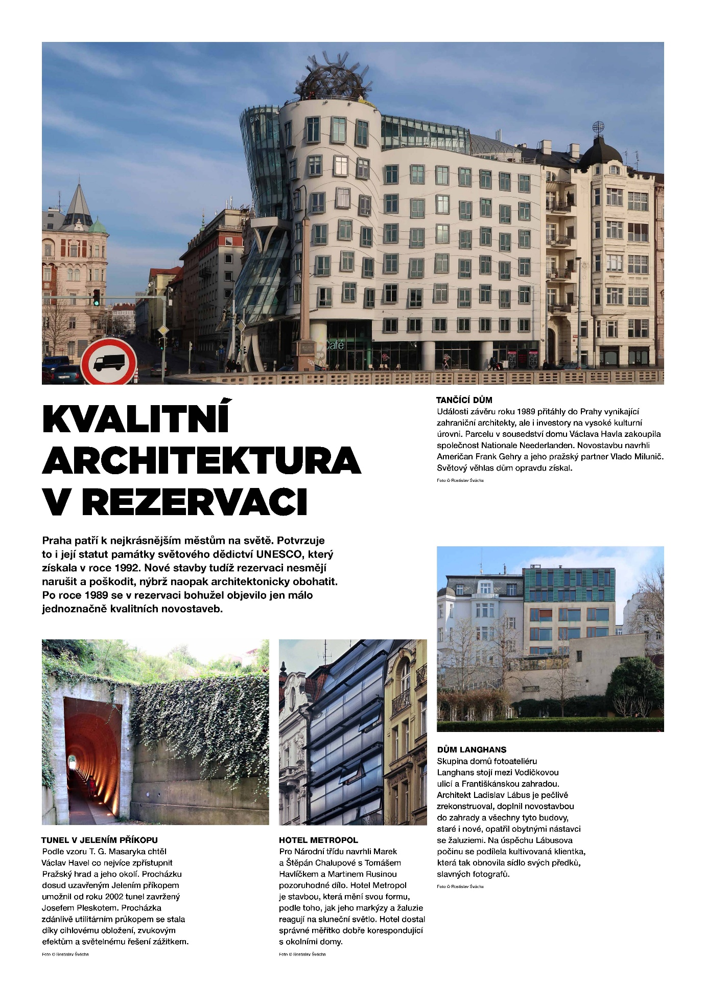 BAR
Café
KVALITNÍ
ARCHITEKTURA
V REZERVACI
Praha patří k nejkrásnějším městům na světě. Potvrzuje
to i její statut památky světového dědictví UNESCO, který
získala v roce 1992. Nové stavby tudíž rezervaci nesmějí
narušit a poškodit, nýbrž naopak architektonicky obohatit.
Po roce 1989 se v rezervaci bohužel objevilo jen málo
jednoznačně kvalitních novostaveb.
TANČÍCÍ DŮM
Události závěru roku 1989 přitáhly do Prahy vynikající
zahraniční architekty, ale i investory na vysoké kulturní
úrovni. Parcelu v sousedství domu Václava Havla zakoupila
společnost Nationale Neederlanden. Novostavbu navrhli
Američan Frank Gehry a jeho pražský partner Vlado Milunič.
Světový věhlas dům opravdu získal.
Foto © Rostislav Švácha
TUNEL V JELENÍM PŘÍKOPU
Podle vzoru T. G. Masaryka chtěl
Václav Havel co nejvíce zpřístupnit
Pražský hrad a jeho okolí. Procházku
dosud uzavřeným Jelením příkopem
umožnil od roku 2002 tunel zavržený
Josefem Pleskotem. Procházka
zdánlivě utilitárním průkopem se stala
díky cihlovému obložení, zvukovým
efektům a světelnému řešení zážitkem.
Foto © Rostislav Švácha
HOTEL METROPOL
Pro Národní třídu navrhli Marek
a Štěpán Chalupové s Tomášem
Havlíčkem a Martinem Rusinou
pozoruhodné dílo. Hotel Metropol
je stavbou, která mění svou formu,
podle toho, jak jeho markýzy a žaluzie
reagují na sluneční světlo. Hotel dostal
správné měřítko dobře korespondující
s okolními domy.
Foto © Rostislav Švácha
DŮM LANGHANS
Skupina domů fotoateliéru
Langhans stojí mezi Vodičkovou
ulicí a Františkánskou zahradou.
Architekt Ladislav Lábus je pečlivě
zrekonstruoval, doplnil novostavbou
do zahrady a všechny tyto budovy,
staré i nové, opatřil obytnými nástavci
se žaluziemi. Na úspěchu Lábusova
počinu se podílela kultivovaná klientka,
která tak obnovila sídlo svých předků,
slavných fotografů.
Foto © Rostislav Švácha